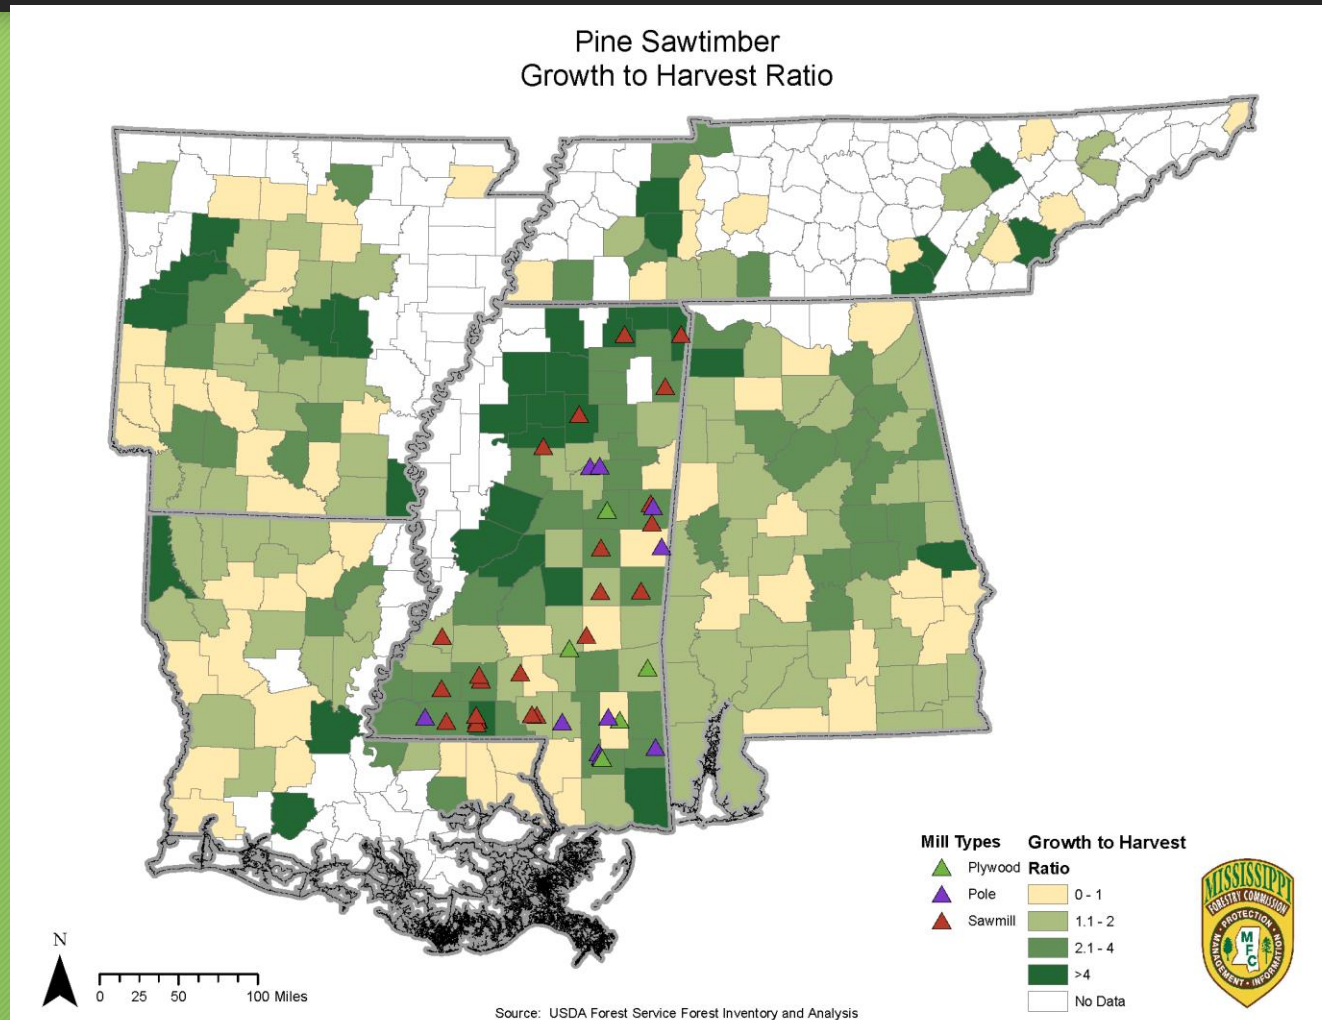 Pine Sawtimber
Growth to Harvest Ratio
Mill Types
Plywood
Pole
Sawmill
Growth to Harvest
Ratio
0 - 1
1.1 - 2
2.1 - 4
>4
No Data
MISSISSIPPI
FORESTRY COMMISSION
PROTECTION
MANAGEMENT
INFORMATION
M
F
C
N
0 25 50 100 Miles
Source: USDA Forest Service Forest Inventory and Analysis